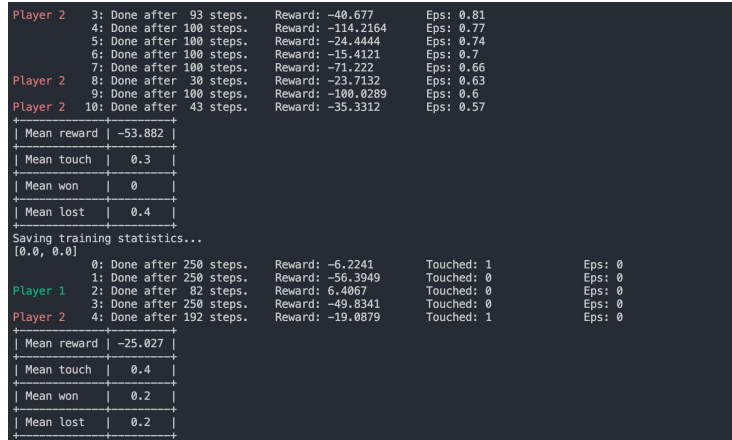 Player 2    3: Done after  93 steps.    Reward: -40.677       Eps: 0.81
            4: Done after 100 steps.    Reward: -114.2164     Eps: 0.77
            5: Done after 100 steps.    Reward: -24.4444      Eps: 0.74
            6: Done after 100 steps.    Reward: -15.4121      Eps: 0.7
            7: Done after 100 steps.    Reward: -71.222       Eps: 0.66
Player 2    8: Done after  30 steps.    Reward: -23.7132      Eps: 0.63
            9: Done after 100 steps.    Reward: -100.0289     Eps: 0.6
Player 2   10: Done after  43 steps.    Reward: -35.3312      Eps: 0.57
+-------------+---------+
| Mean reward | -53.882 |
+-------------+---------+
| Mean touch  |   0.3   |
+-------------+---------+
| Mean won    |   0     |
+-------------+---------+
| Mean lost   |   0.4   |
+-------------+---------+
Saving training statistics...
[0.0, 0.0]
            0: Done after 250 steps.    Reward: -6.2241       Touched: 1            Eps: 0
            1: Done after 250 steps.    Reward: -56.3949      Touched: 0            Eps: 0
Player 1    2: Done after  82 steps.    Reward: 6.4067        Touched: 0            Eps: 0
            3: Done after 250 steps.    Reward: -49.8341      Touched: 0            Eps: 0
Player 2    4: Done after 192 steps.    Reward: -19.0879      Touched: 1            Eps: 0
+-------------+---------+
| Mean reward | -25.027 |
+-------------+---------+
| Mean touch  |   0.4   |
+-------------+---------+
| Mean won    |   0.2   |
+-------------+---------+
| Mean lost   |   0.2   |
+-------------+---------+